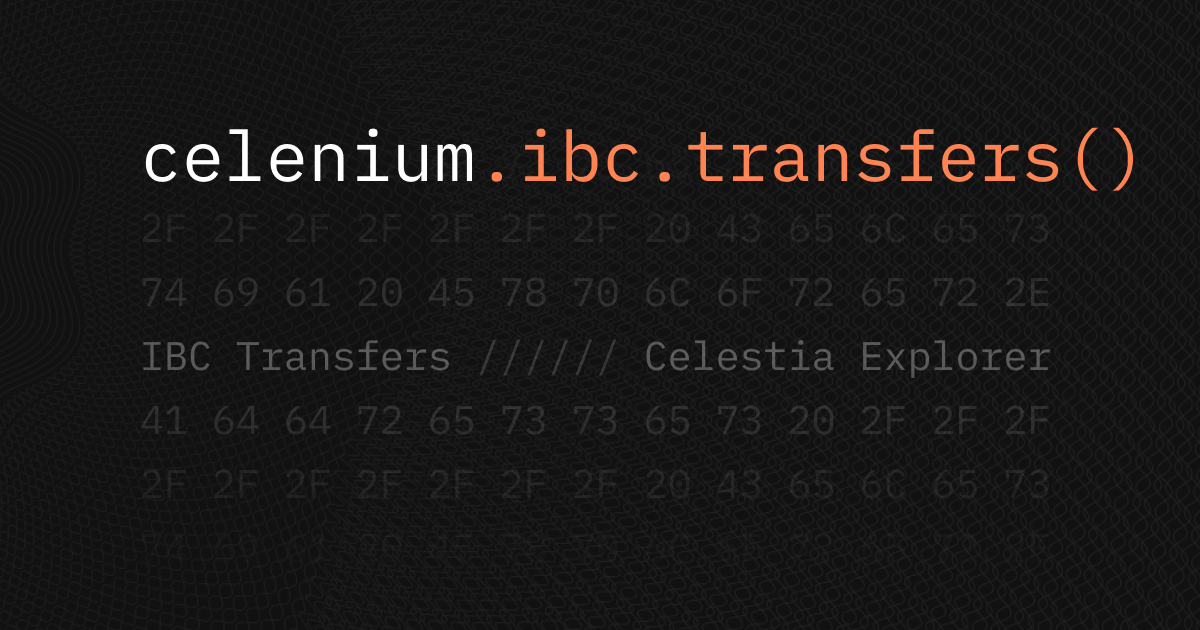 celenium.ibc.transfers()
2F 2F 2F 2F 2F 2F 2F 20 43 65 6C 65 73
74 69 61 20 45 78 70 6C 6F 72 65 72 2E
IBC Transfers ////// Celestia Explorer
41 64 64 72 65 73 73 65 73 20 2F 2F 2F
2F 2F 2F 2F 2F 2F 2F 20 43 65 6C 65 73